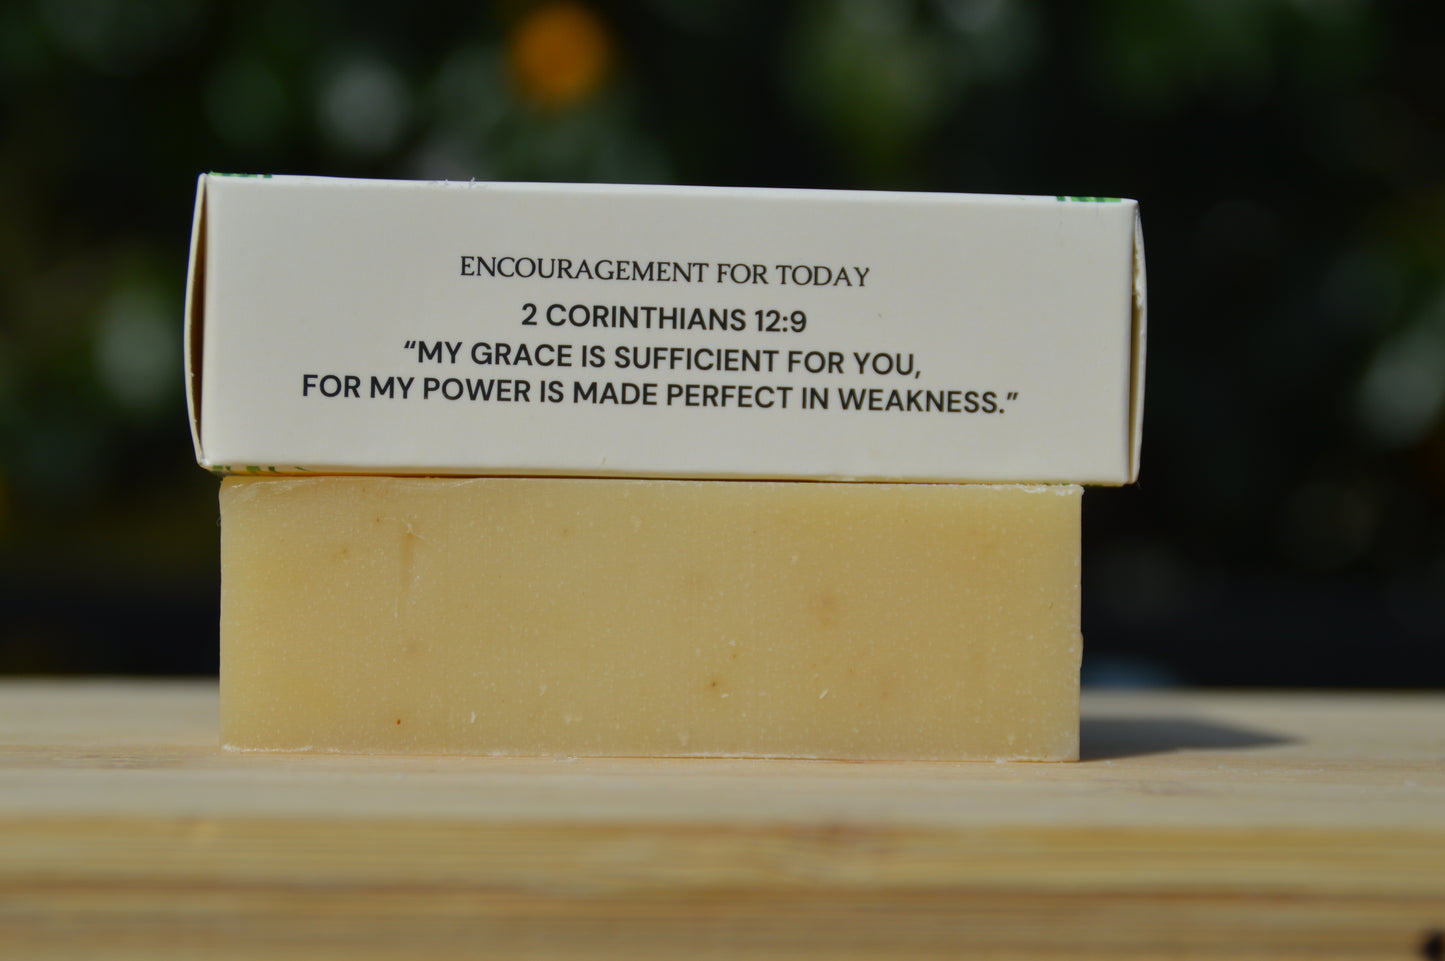 ENCOURAGEMENT FOR TODAY
2 CORINTHIANS 12:9
“MY GRACE IS SUFFICIENT FOR YOU,
FOR MY POWER IS MADE PERFECT IN WEAKNESS.”